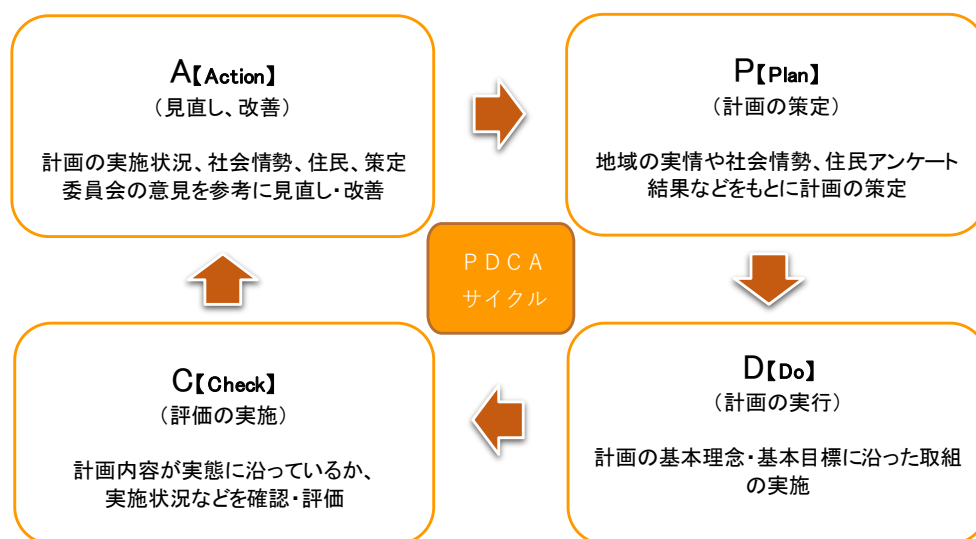 A【Action】
（見直し、改善）
計画の実施状況、社会情勢、住民、策定
委員会の意見を参考に見直し・改善
P【Plan】
（計画の策定）
地域の実情や社会情勢、住民アンケート
結果などをもとに計画の策定
PDCA
サイクル
C【Check】
（評価の実施）
計画内容が実態に沿っているか、
実施状況などを確認・評価
D【Do】
（計画の実行）
計画の基本理念・基本目標に沿った取組
の実施